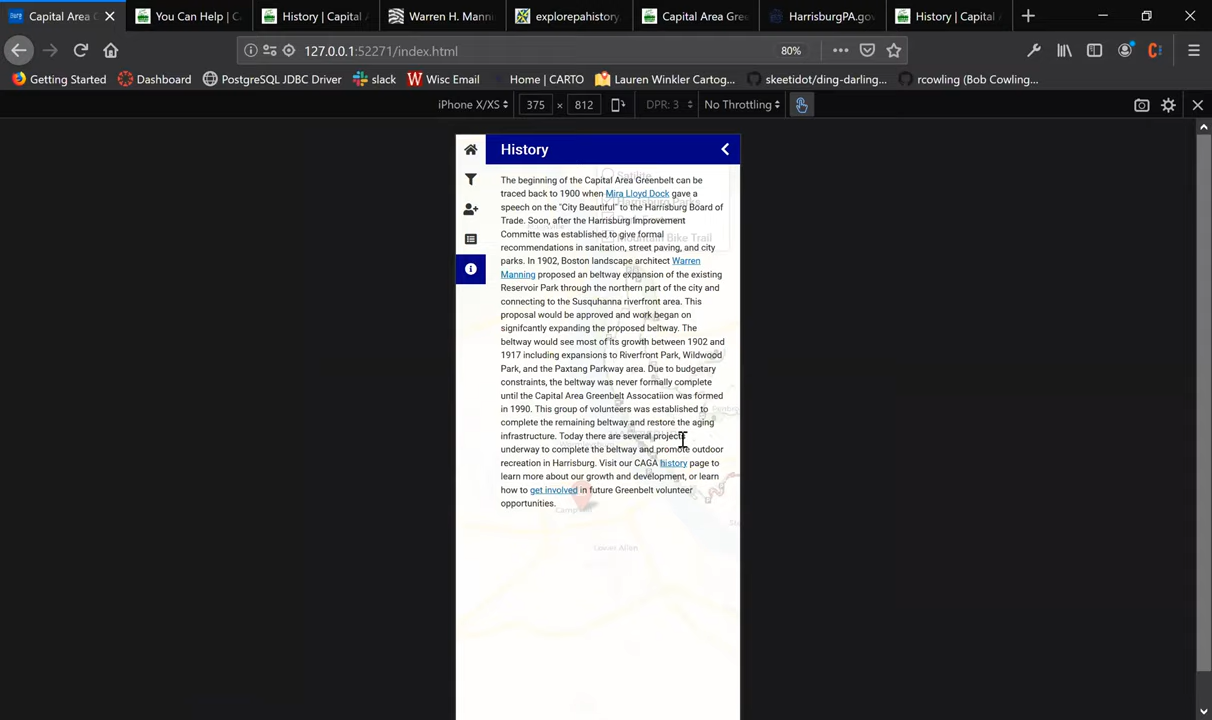 Capital Area G
You Can Help | C
History | Capital A
Warren H. Manni
explorepahistory.
Capital Area Gree
HarrisburgPA.gov
History | Capital A
127.0.0.1:52271/index.html
80%
Getting Started
Dashboard
PostgreSQL JDBC Driver
slack
Wisc Email
Home | CARTO
Lauren Winkler Cartog...
skeetidot/ding-darling...
rcowling (Bob Cowling...
iPhone X/XS
375 × 812
DPR: 3
No Throttling
History
The beginning of the Capital Area Greenbelt can be
traced back to 1900 when Mira Lloyd Dock gave a
speech on the "City Beautiful" to the Harrisburg Board of
Trade. Soon, after the Harrisburg Improvement
Committe was established to give formal
recommendations in sanitation, street paving, and city
parks. In 1902, Boston landscape architect Warren
Manning proposed an beltway expansion of the existing
Reservoir Park through the northern part of the city and
connecting to the Susquhanna riverfront area. This
proposal would be approved and work began on
signifcantly expanding the proposed beltway. The
beltway would see most of its growth between 1902 and
1917 including expansions to Riverfront Park, Wildwood
Park, and the Paxtang Parkway area. Due to budgetary
constraints, the beltway was never formally complete
until the Capital Area Greenbelt Assocatiion was formed
in 1990. This group of volunteers was established to
complete the remaining beltway and restore the aging
infrastructure. Today there are several projects
underway to complete the beltway and promote outdoor
recreation in Harrisburg. Visit our CAGA history page to
learn more about our growth and development, or learn
how to get involved in future Greenbelt volunteer
opportunities.
Satilite
Harrisburg Parks
Mountain Bike Trail
Camp Hill
Lower Allen